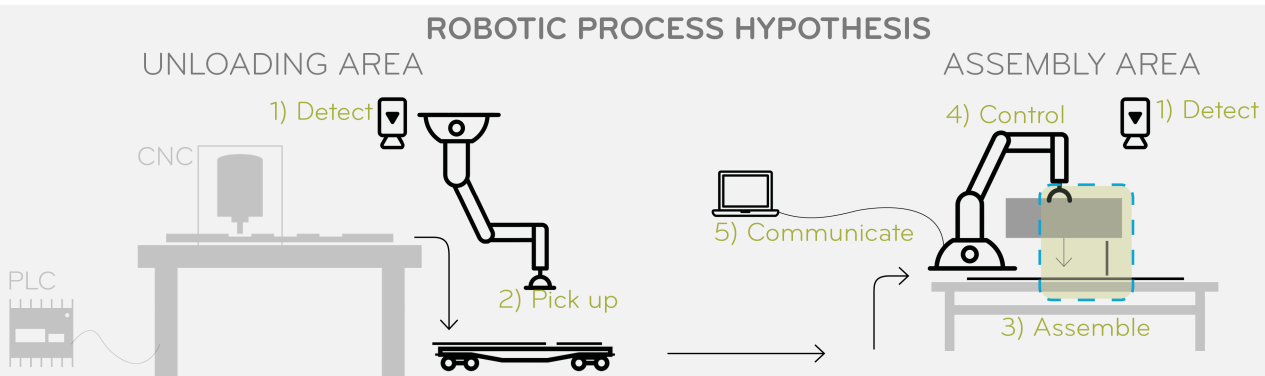 ROBOTIC PROCESS HYPOTHESIS
UNLOADING AREA
ASSEMBLY AREA
1) Detect
4) Control
1) Detect
CNC
5) Communicate
PLC
2) Pick up
3) Assemble